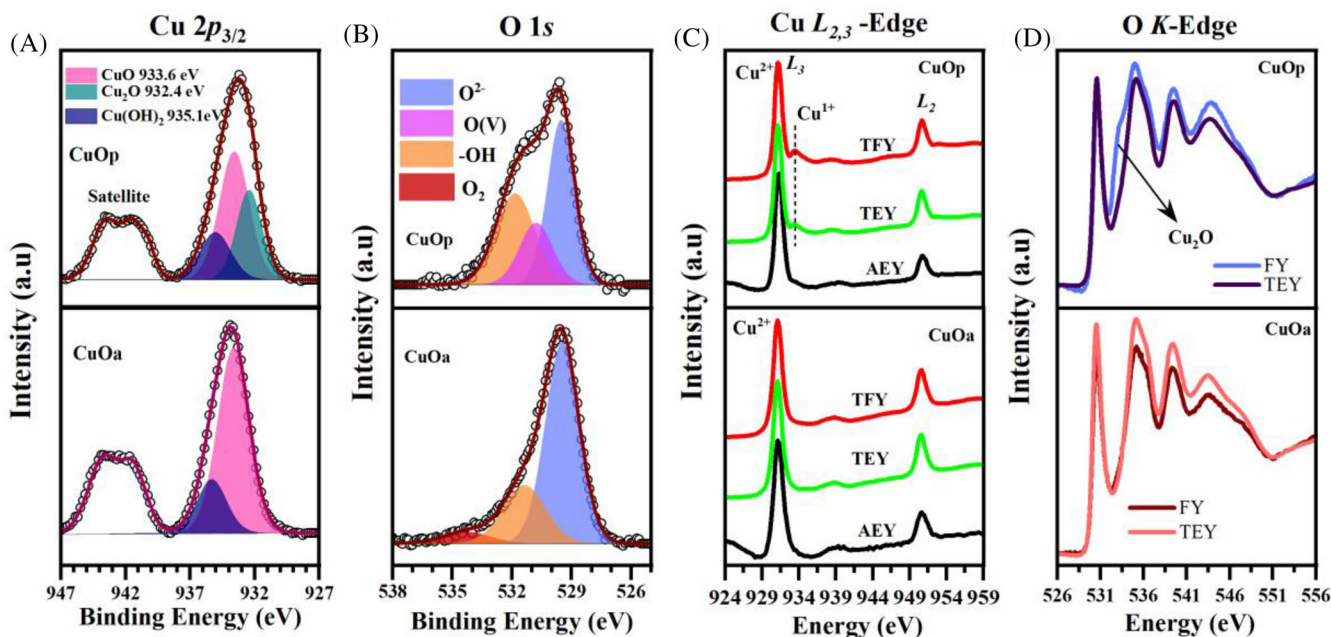 (A)
Cu 2p3/2
CuO 933.6 eV
Cu2O 932.4 eV
Cu(OH)2 935.1eV
CuOp
Satellite
CuOa
Intensity (a.u)
947 942 937 932 927
Binding Energy (eV)
(B)
O 1s
O2-
O(V)
-OH
O2
CuOp
CuOa
Intensity (a.u)
538 535 532 529 526
Binding Energy (eV)
(C)
Cu L2,3 -Edge
Cu2+
L3
CuOp
Cu1+
L2
TFY
TEY
AEY
Cu2+
CuOa
TFY
TEY
AEY
Intensity (a.u)
924 929 934 939 944 949 954 959
Energy (eV)
(D)
O K-Edge
CuOp
Cu2O
FY
TEY
CuOa
FY
TEY
Intensity (a.u)
526 531 536 541 546 551 556
Energy (eV)